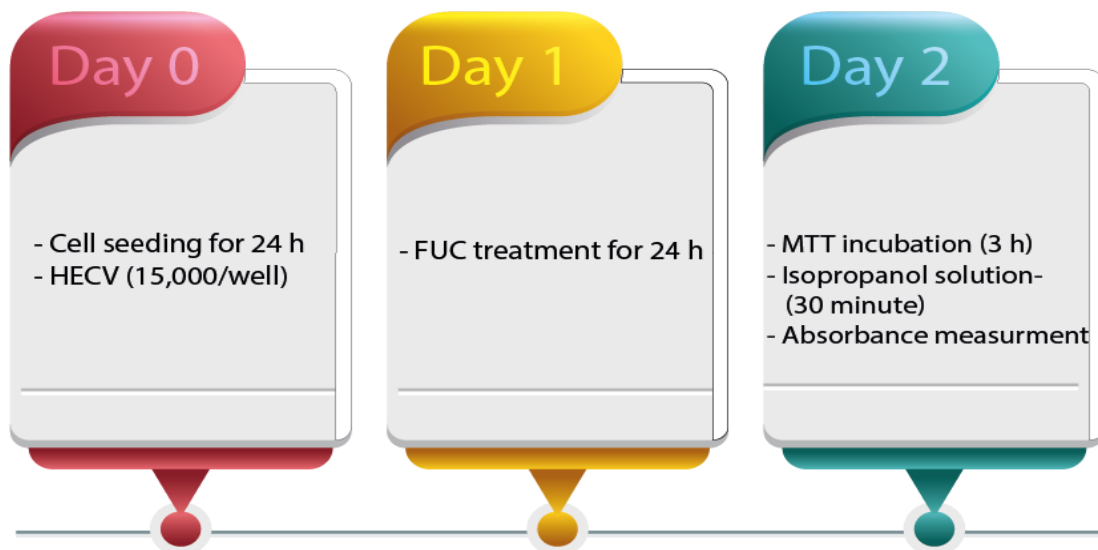 Day 0
- Cell seeding for 24 h
- HECV (15,000/well)
Day 1
- FUC treatment for 24 h
Day 2
- MTT incubation (3 h)
- Isopropanol solution-
(30 minute)
- Absorbance measurment